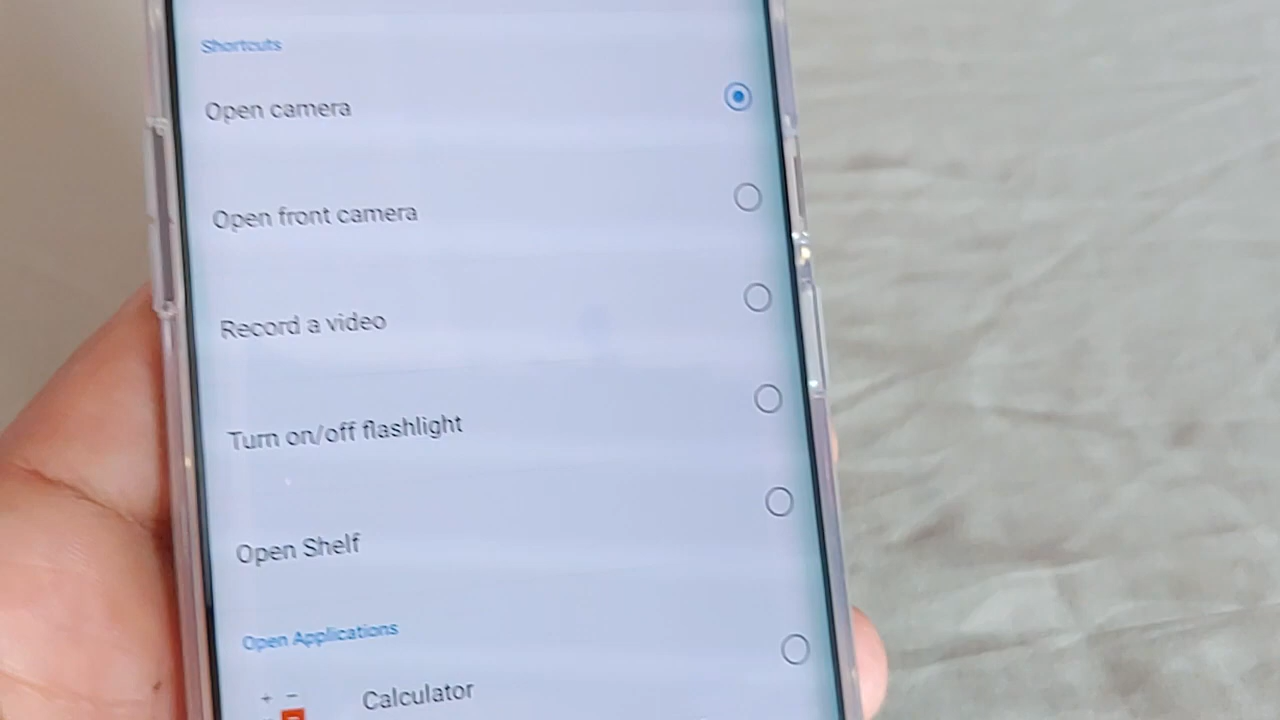 Shortcuts
Open camera
Open front camera
Record a video
Turn on/off flashlight
Open Shelf
Open Applications
Calculator